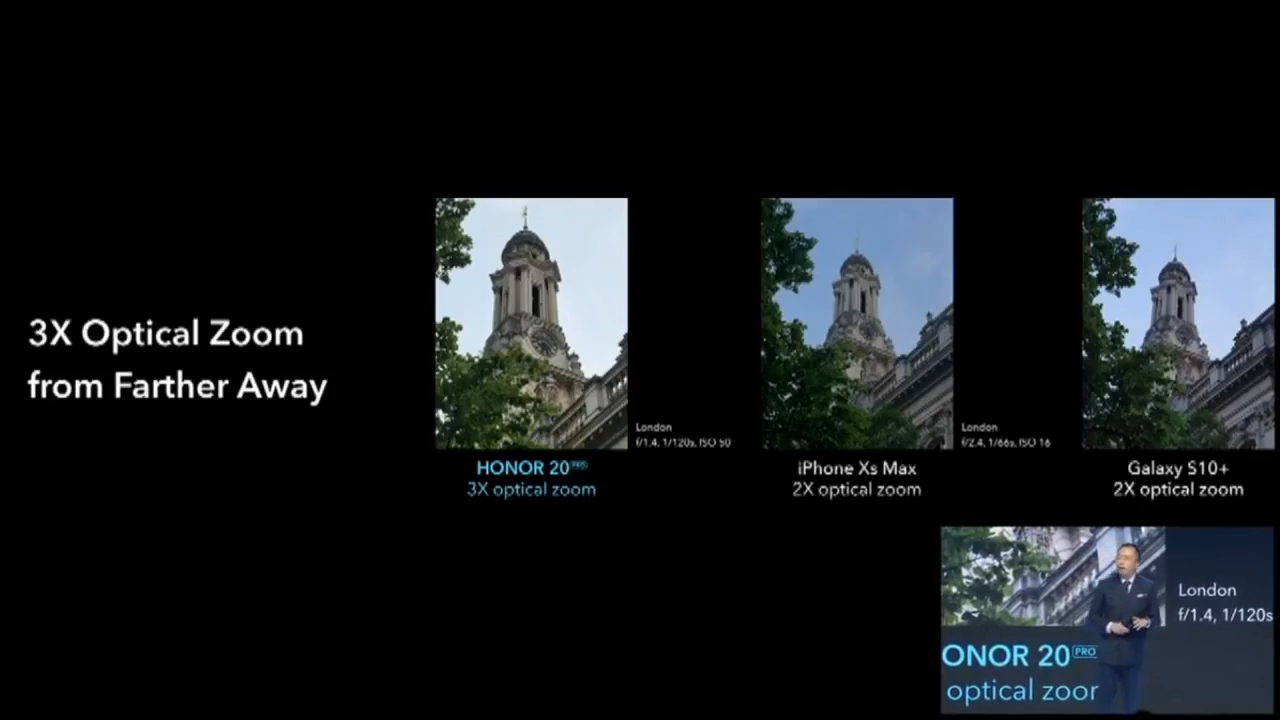 3X Optical Zoom
from Farther Away
London
f/1.4, 1/120s, ISO 50
London
f/2.4, 1/66s, ISO 16
HONOR 20 PRO
3X optical zoom
iPhone Xs Max
2X optical zoom
Galaxy S10+
2X optical zoom
London
f/1.4, 1/120s
ONOR 20 PRO
optical zoor